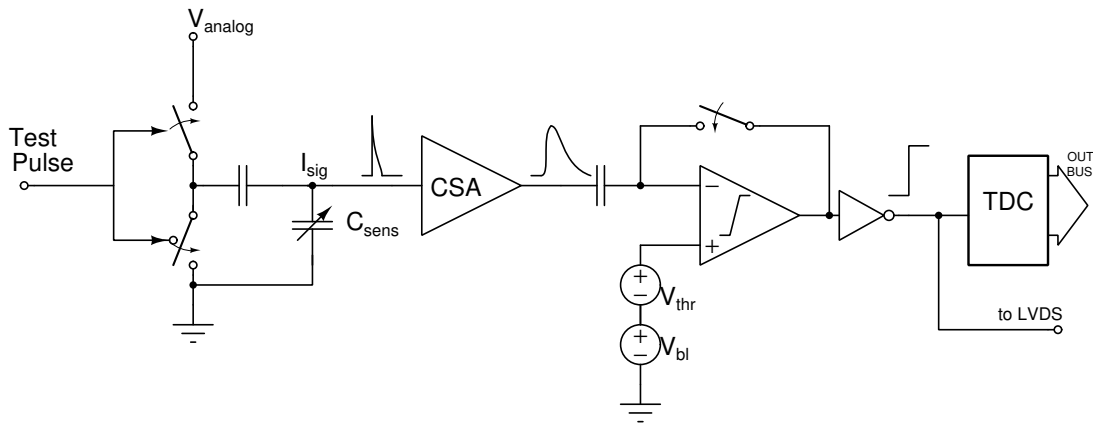 Vanalog
Test
Pulse
Isig
Csens
CSA
−
+
+
−
Vthr
+
−
Vbl
TDC
OUT
BUS
to LVDS